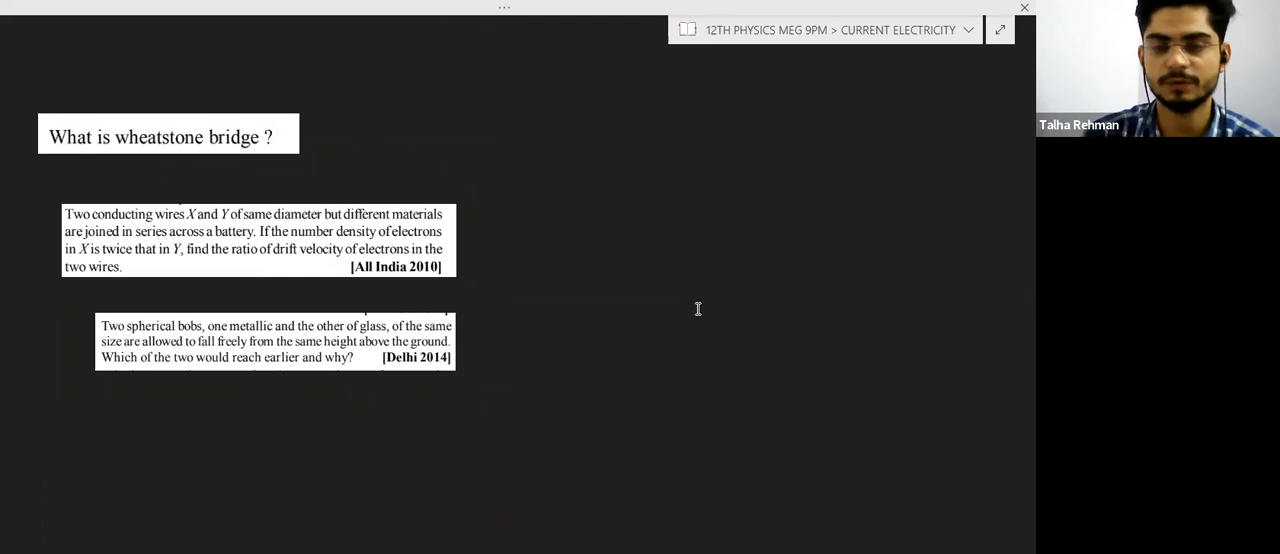 12TH PHYSICS MEG 9PM > CURRENT ELECTRICITY
Talha Rehman
What is wheatstone bridge ?
Two conducting wires X and Y of same diameter but different materials
are joined in series across a battery. If the number density of electrons
in X is twice that in Y, find the ratio of drift velocity of electrons in the
two wires. [All India 2010]
Two spherical bobs, one metallic and the other of glass, of the same
size are allowed to fall freely from the same height above the ground.
Which of the two would reach earlier and why? [Delhi 2014]